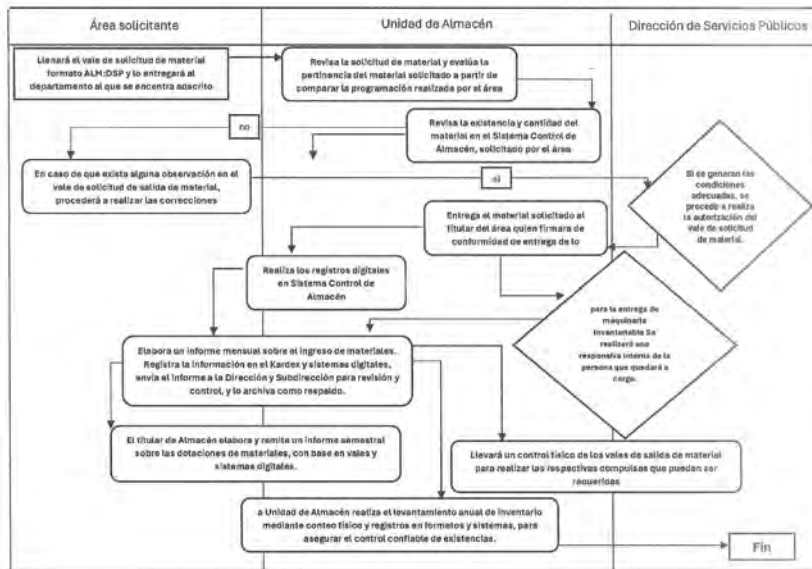 Área solicitante
Unidad de Almacén
Dirección de Servicios Públicos
Llenará el vale de solicitud de material
formato ALM:DSP y lo entregará al
departamento al que se encentra adscrito
Revisa la solicitud de material y evalúa la
pertinencia del material solicitado a partir de
comparar la programación realizada por el área
Revisa la existencia y cantidad del
material en el Sistema Control de
Almacén, solicitado por el área
no
En caso de que exista alguna observación en el
vale de solicitud de salida de material,
procederá a realizar las correcciones
si
Si se generan las
condiciones
adecuadas, se
procede a realiza
la autorización del
vale de solicitud
de material.
Entrega el material solicitado al
titular del área quien firmara de
conformidad de entrega de lo
Realiza los registros digitales
en Sistema Control de
Almacén
para la entrega de
maquinaria
inventariable Se
realizará una
responsiva interna de la
persona que quedará a
cargo.
Elabora un informe mensual sobre el ingreso de materiales.
Registra la información en el Kardex y sistemas digitales,
envía el informe a la Dirección y Subdirección para revisión y
control, y lo archiva como respaldo.
El titular de Almacén elabora y remite un informe semestral
sobre las dotaciones de materiales, con base en vales y
sistemas digitales.
Llevará un control físico de los vales de salida de material
para realizar las respectivas compulsas que puedan ser
requeridas
a Unidad de Almacén realiza el levantamiento anual de inventario
mediante conteo físico y registros en formatos y sistemas, para
asegurar el control confiable de existencias.
Fin